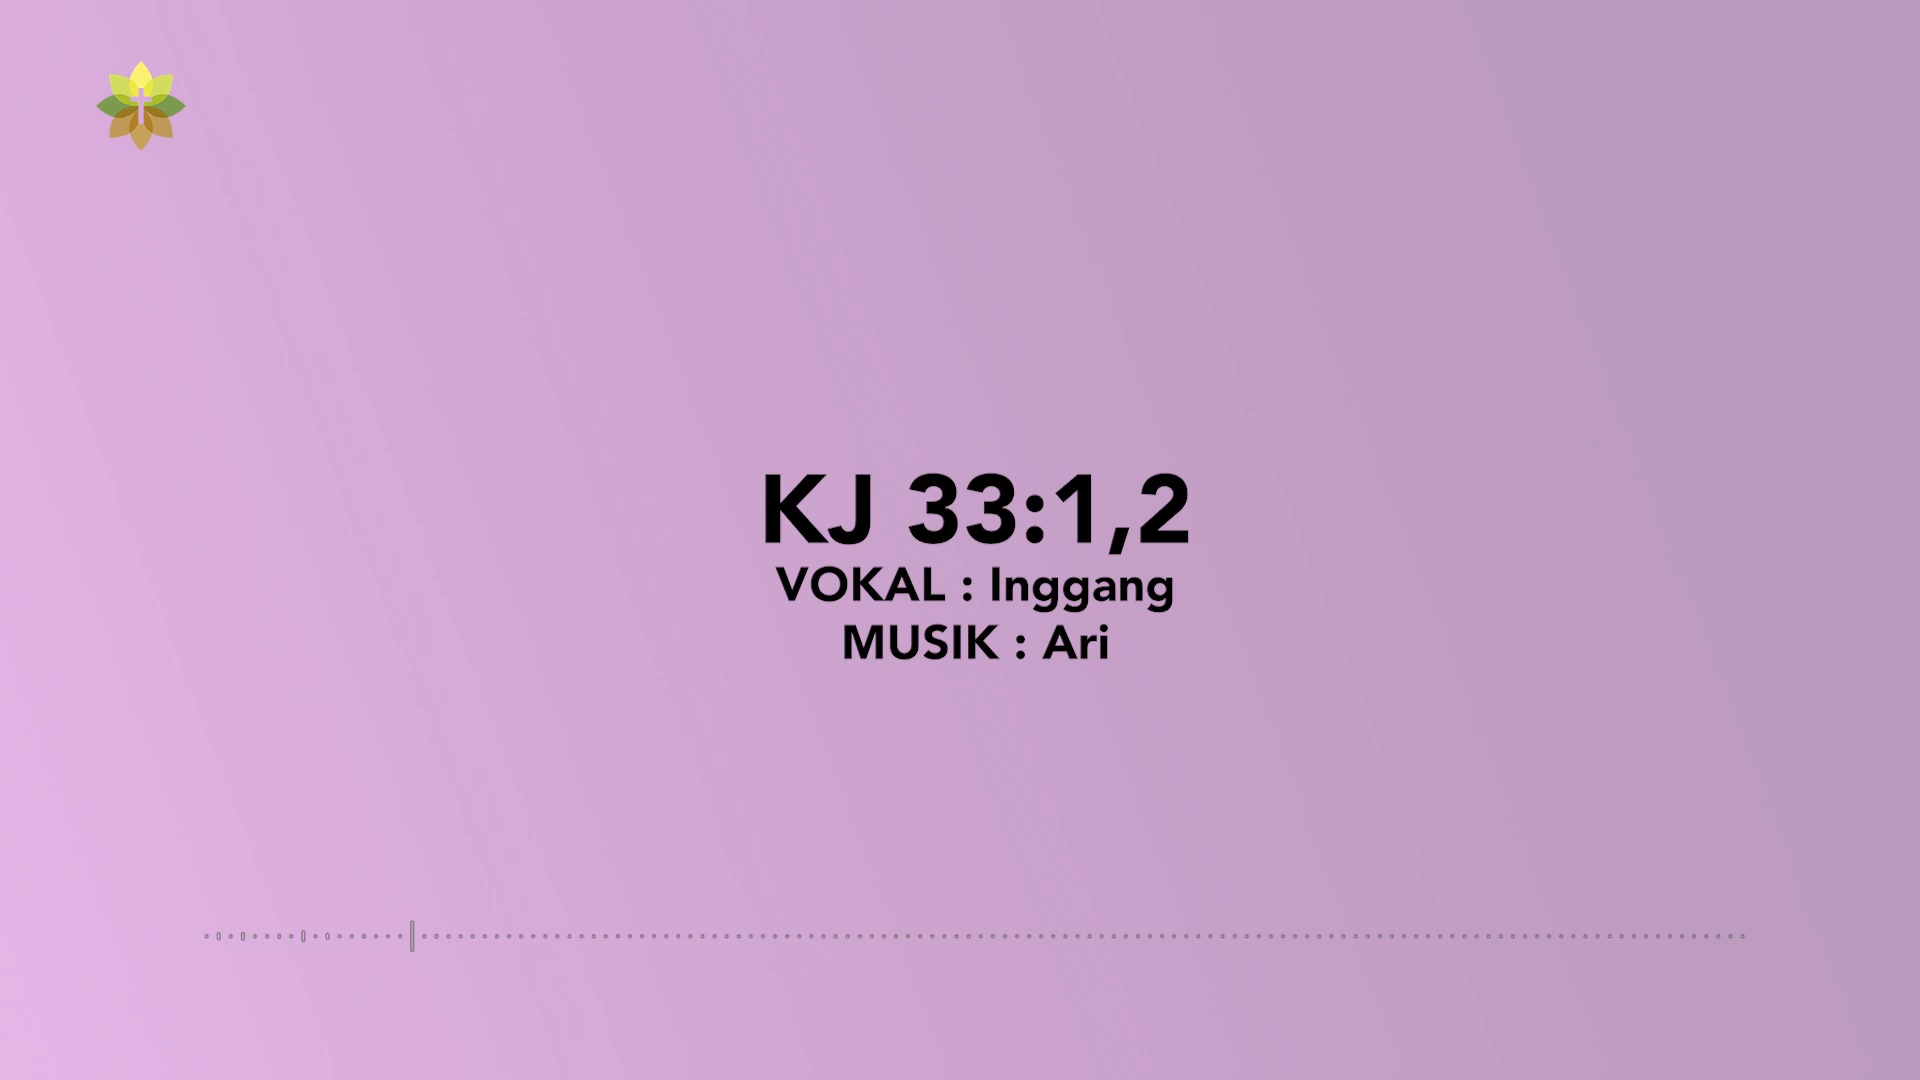 KJ 33:1,2
VOKAL : Inggang
MUSIK : Ari